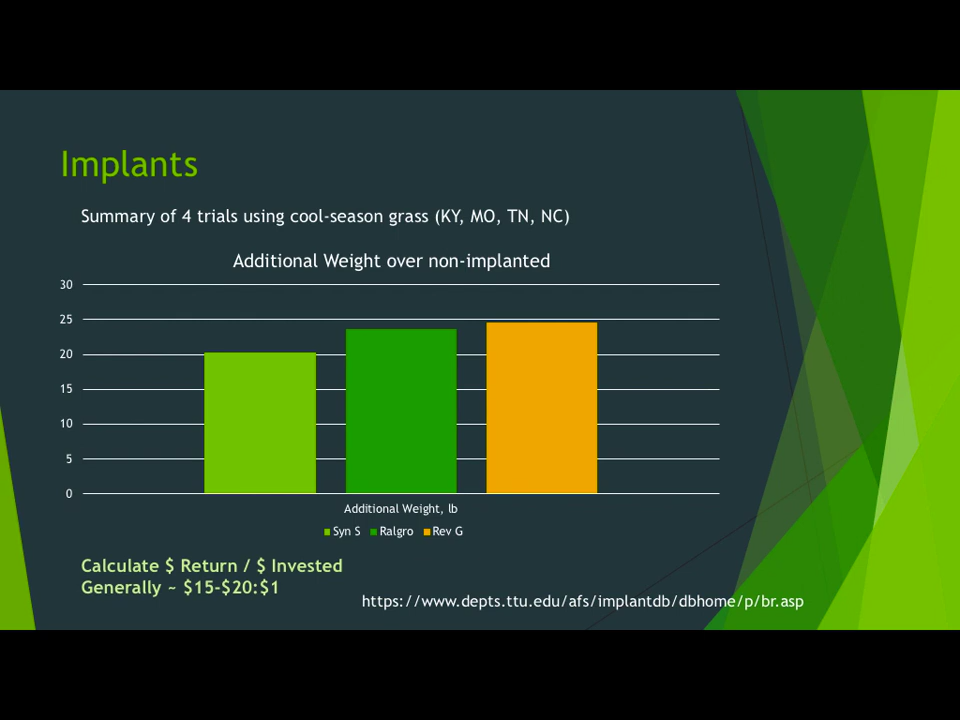 Implants
Summary of 4 trials using cool-season grass (KY, MO, TN, NC)
Additional Weight over non-implanted
30
25
20
15
10
5
0
Additional Weight, lb
Syn S Ralgro Rev G
Calculate $ Return / $ Invested
Generally ~ $15-$20:$1
https://www.depts.ttu.edu/afs/implantdb/dbhome/p/br.asp